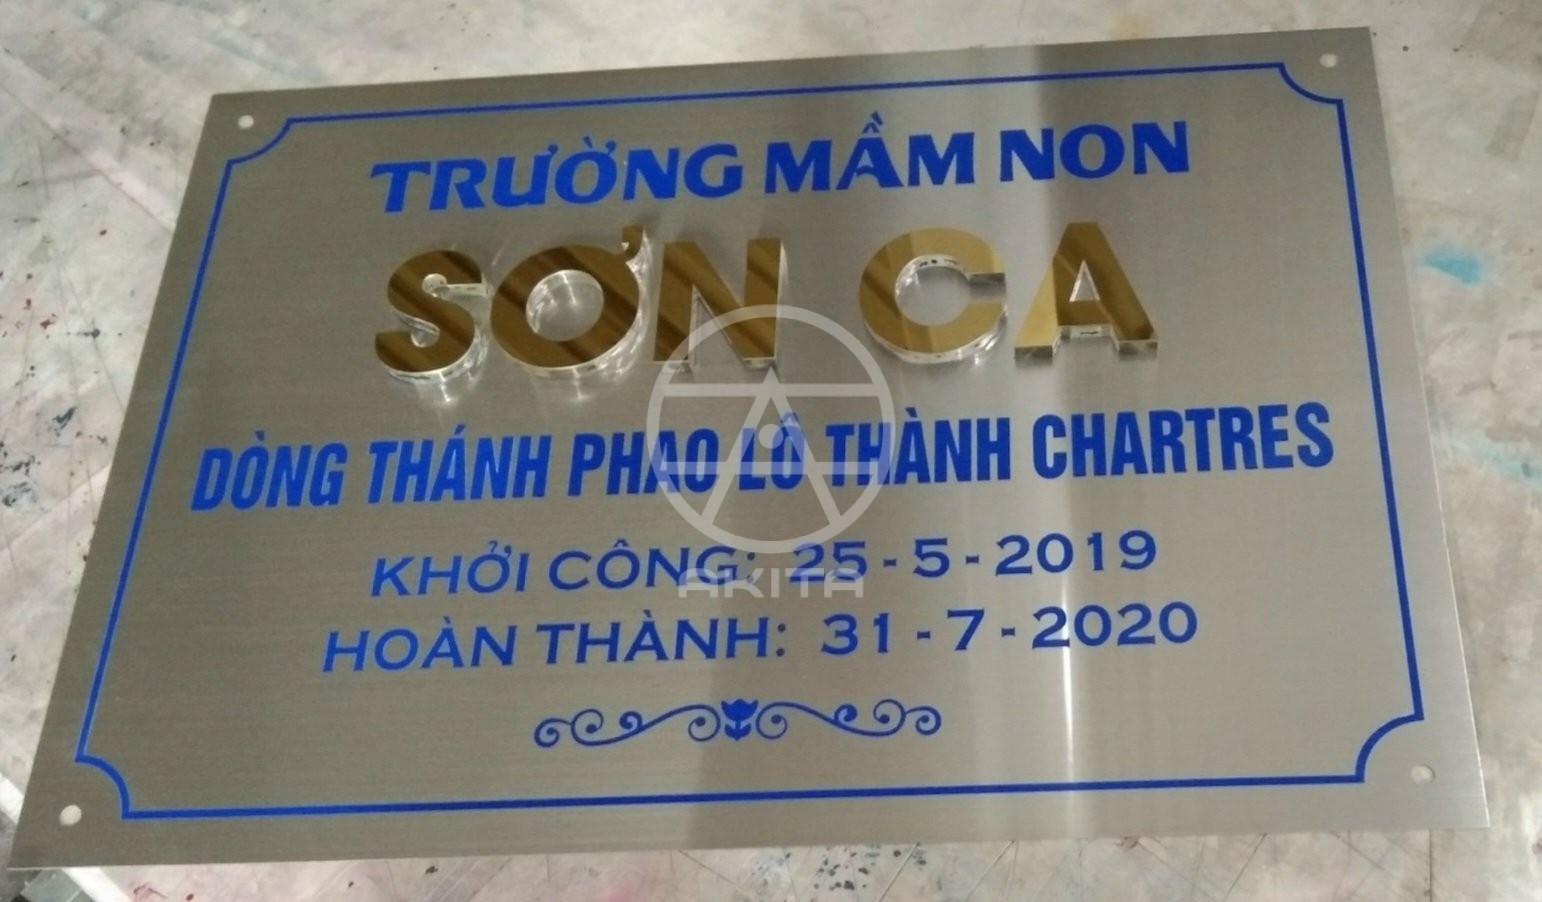 TRƯỜNG MẦM NON
SƠN CA
DÒNG THÁNH PHAO LÔ THÀNH CHARTRES
KHỞI CÔNG: 25 - 5 - 2019
AKITA
HOÀN THÀNH: 31 - 7 - 2020